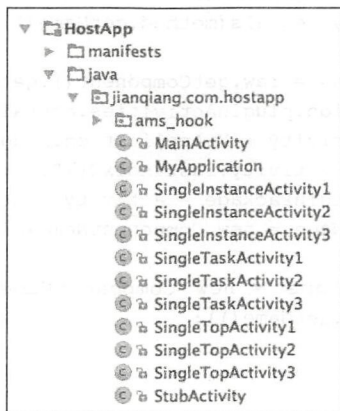 HostApp
manifests
java
jianqiang.com.hostapp
ams_hook
MainActivity
MyApplication
SingleInstanceActivity1
SingleInstanceActivity2
SingleInstanceActivity3
SingleTaskActivity1
SingleTaskActivity2
SingleTaskActivity3
SingleTopActivity1
SingleTopActivity2
SingleTopActivity3
StubActivity